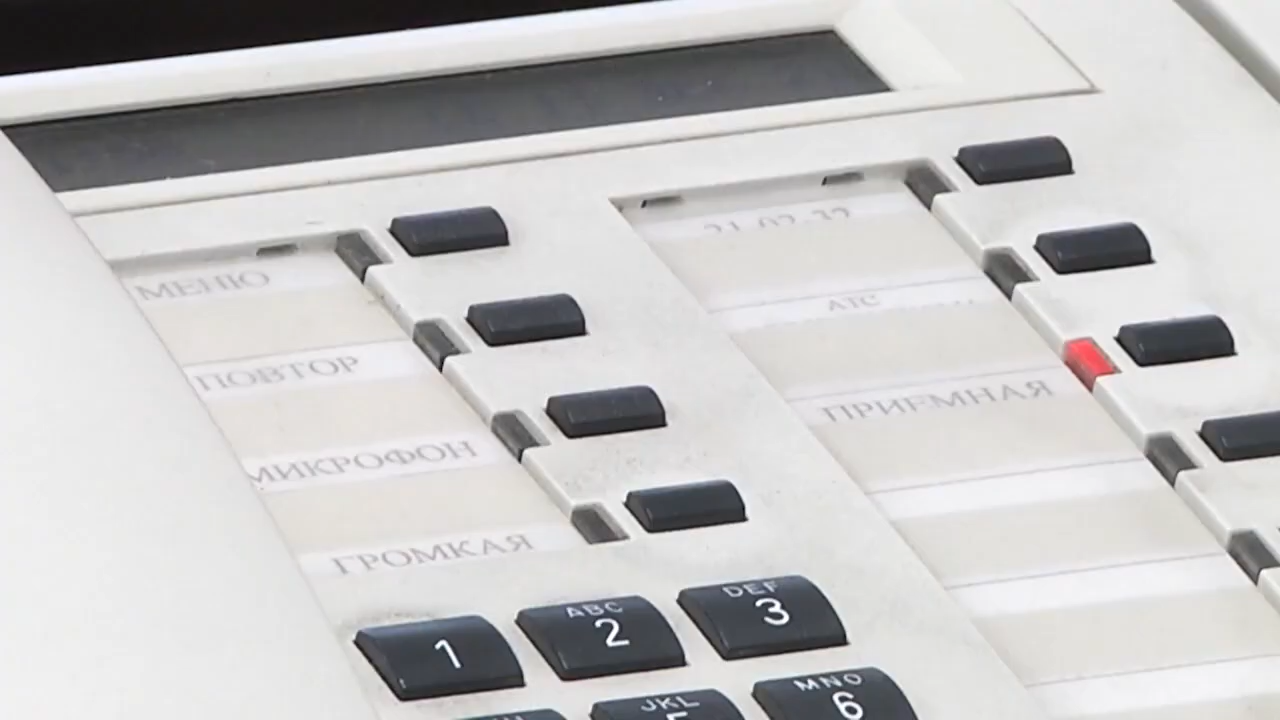 МЕНЮ
ПОВТОР
МИКРОФОН
ГРОМКАЯ
АТС
ПРИЕМНАЯ
1
ABC
2
DEF
3
JKL
MNO
6